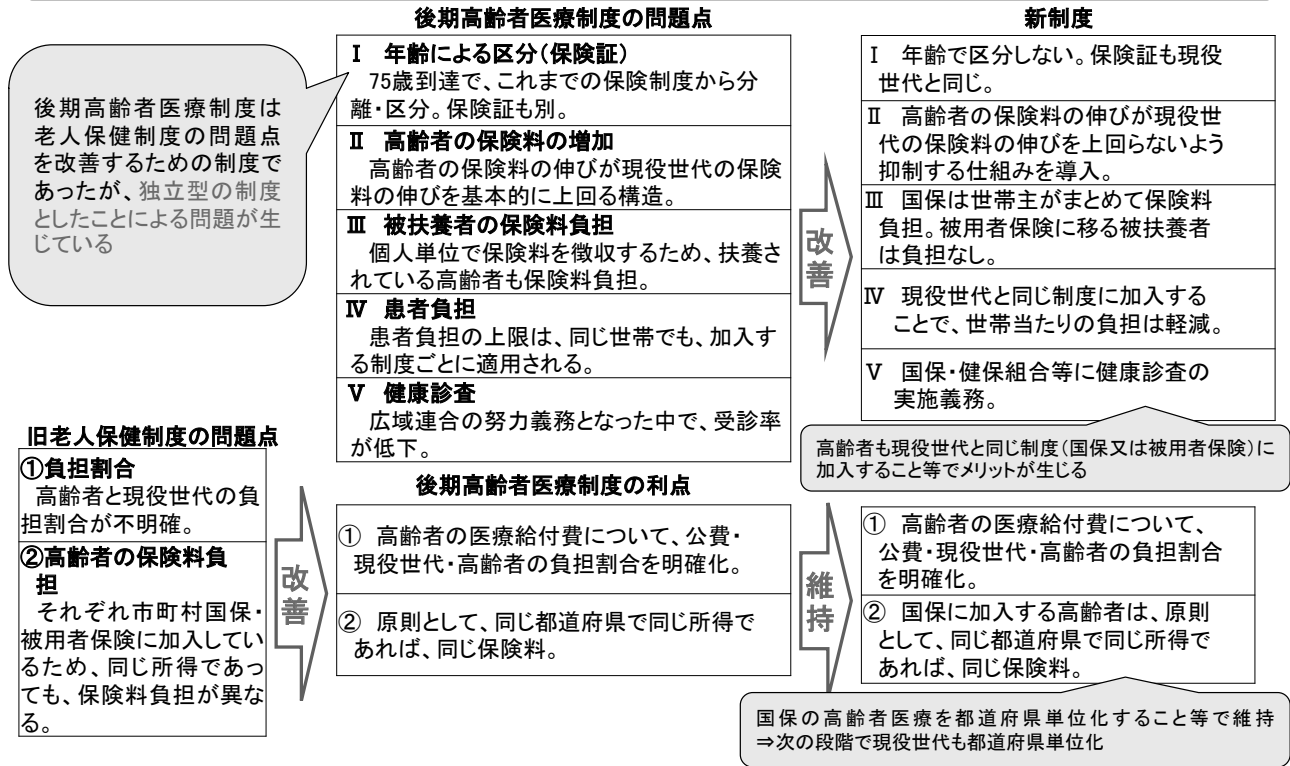 後期高齢者医療制度の問題点
新制度
後期高齢者医療制度は
老人保健制度の問題点
を改善するための制度で
あったが、独立型の制度
としたことによる問題が生
じている
Ⅰ 年齢による区分(保険証)
75歳到達で、これまでの保険制度から分
離・区分。保険証も別。
Ⅱ 高齢者の保険料の増加
高齢者の保険料の伸びが現役世代の保険
料の伸びを基本的に上回る構造。
Ⅲ 被扶養者の保険料負担
個人単位で保険料を徴収するため、扶養さ
れている高齢者も保険料負担。
Ⅳ 患者負担
患者負担の上限は、同じ世帯でも、加入す
る制度ごとに適用される。
Ⅴ 健康診査
広域連合の努力義務となった中で、受診率
が低下。
改善
Ⅰ 年齢で区分しない。保険証も現役
世代と同じ。
Ⅱ 高齢者の保険料の伸びが現役世
代の保険料の伸びを上回らないよう
抑制する仕組みを導入。
Ⅲ 国保は世帯主がまとめて保険料
負担。被用者保険に移る被扶養者
は負担なし。
Ⅳ 現役世代と同じ制度に加入する
ことで、世帯当たりの負担は軽減。
Ⅴ 国保・健保組合等に健康診査の
実施義務。
高齢者も現役世代と同じ制度(国保又は被用者保険)に
加入すること等でメリットが生じる
旧老人保健制度の問題点
①負担割合
高齢者と現役世代の負
担割合が不明確。
②高齢者の保険料負
担
それぞれ市町村国保・
被用者保険に加入してい
るため、同じ所得であっ
ても、保険料負担が異な
る。
改善
後期高齢者医療制度の利点
① 高齢者の医療給付費について、公費・
現役世代・高齢者の負担割合を明確化。
② 原則として、同じ都道府県で同じ所得で
あれば、同じ保険料。
維持
① 高齢者の医療給付費について、
公費・現役世代・高齢者の負担割合
を明確化。
② 国保に加入する高齢者は、原則
として、同じ都道府県で同じ所得で
あれば、同じ保険料。
国保の高齢者医療を都道府県単位化すること等で維持
⇒次の段階で現役世代も都道府県単位化